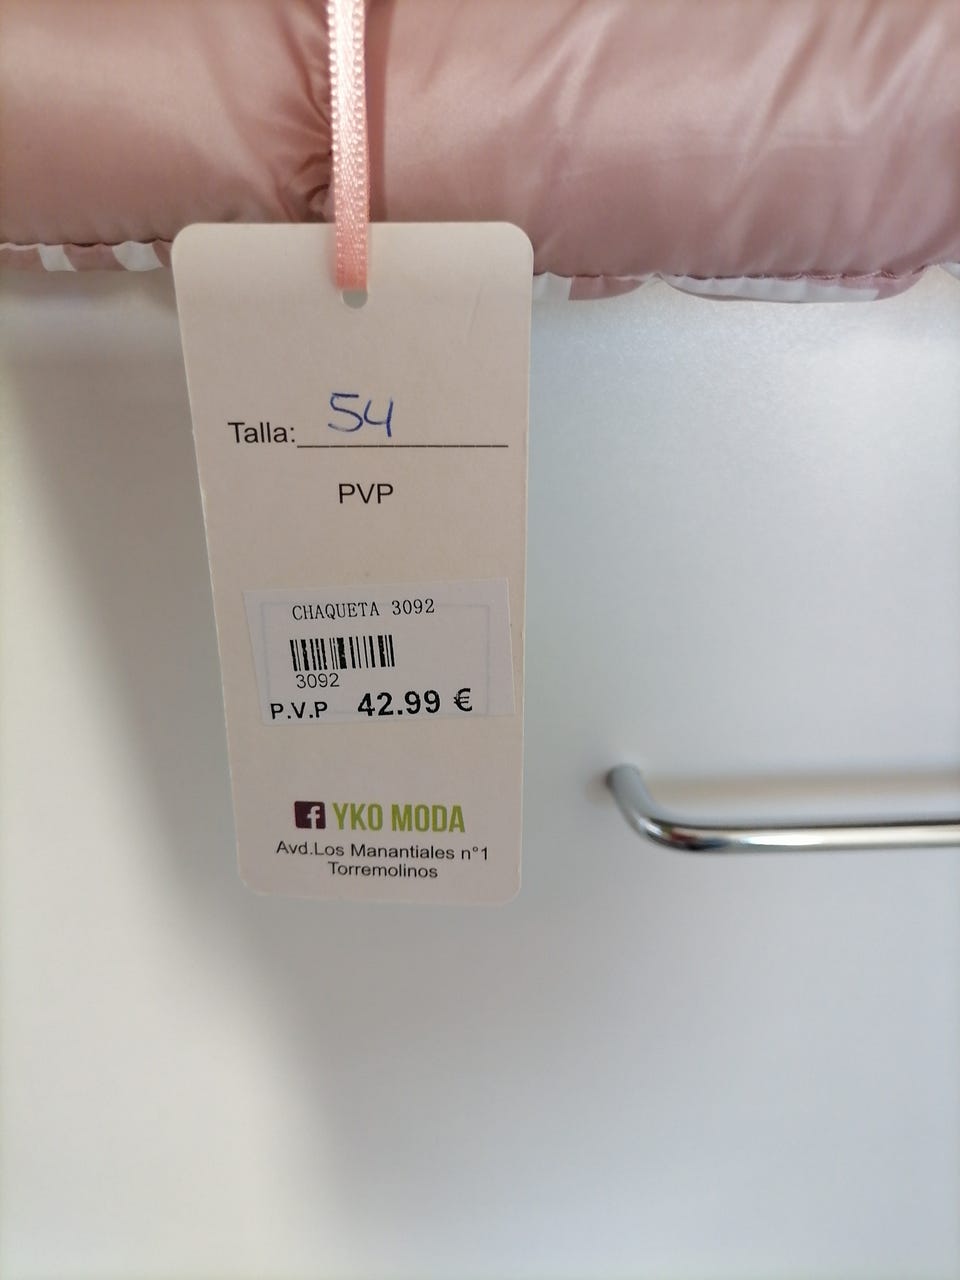 Talla: 54
PVP
CHAQUETA 3092
3092
P.V.P 42.99 €
f YKO MODA
Avd.Los Manantiales n°1
Torremolinos